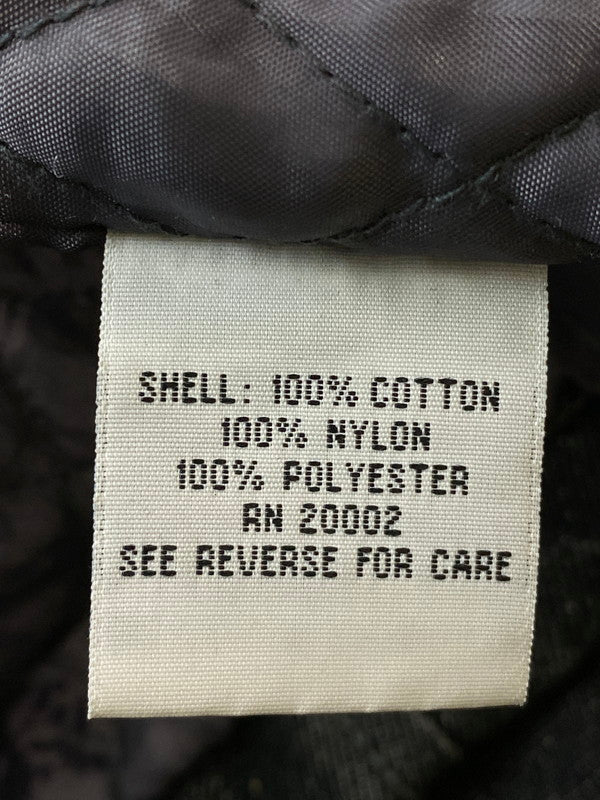 SHELL: 100% COTTON
100% NYLON
100% POLYESTER
RN 20002
SEE REVERSE FOR CARE